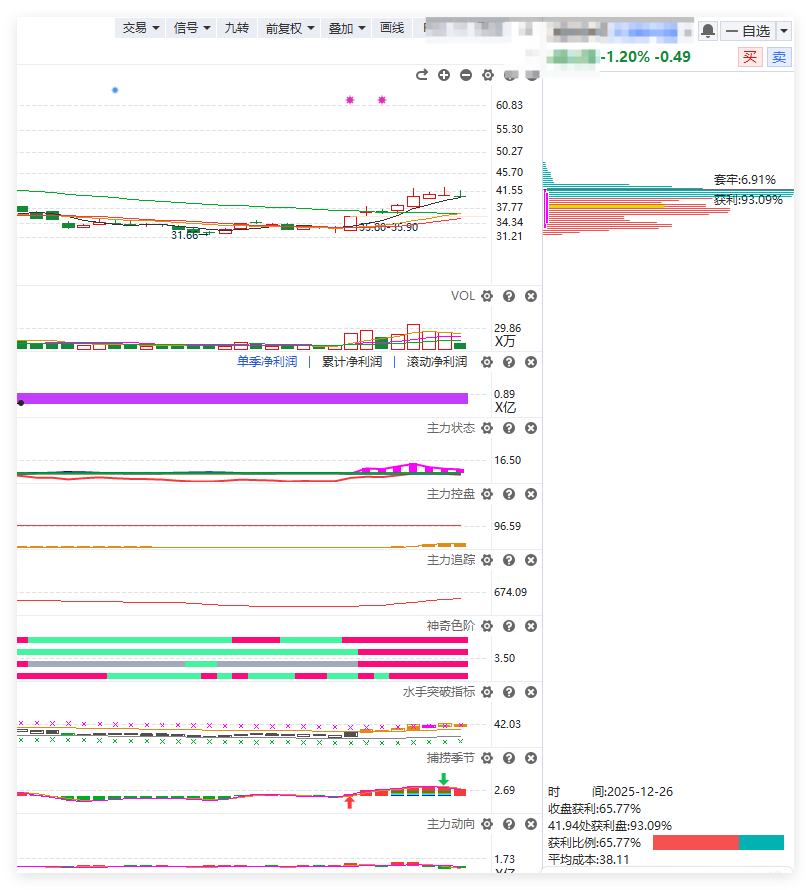 交易 信号 九转 前复权 叠加 画线
自选
-1.20% -0.49
买 卖
60.83
55.30
50.27
45.70
41.55
37.77
34.34
31.21
套牢:6.91%
获利:93.09%
31.66
35.80-35.90
VOL
29.86
X万
单季净利润 | 累计净利润 | 滚动净利润
0.89
X亿
主力状态
16.50
主力控盘
96.59
主力追踪
674.09
神奇色阶
3.50
水手突破指标
42.03
捕捞季节
2.69
主力动向
1.73
时 间:2025-12-26
收盘获利:65.77%
41.94处获利盘:93.09%
获利比例:65.77%
平均成本:38.11